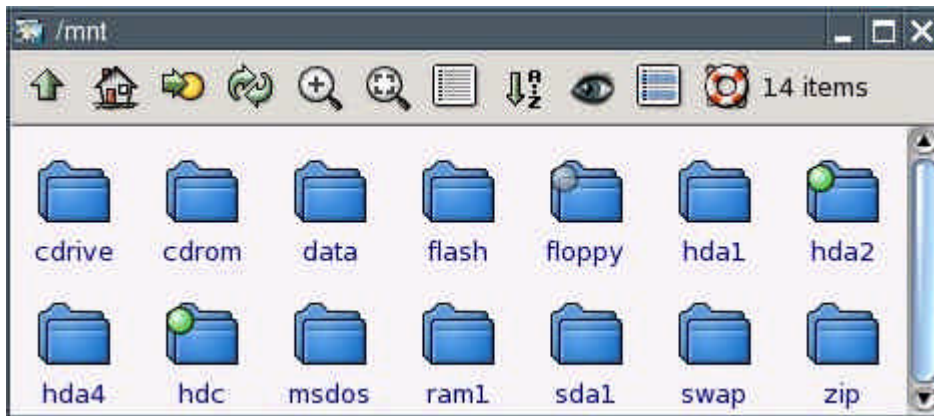 /mnt
A Z 14 items
cdrive cdrom data flash floppy hda1 hda2
hda4 hdc msdos ram1 sda1 swap zip